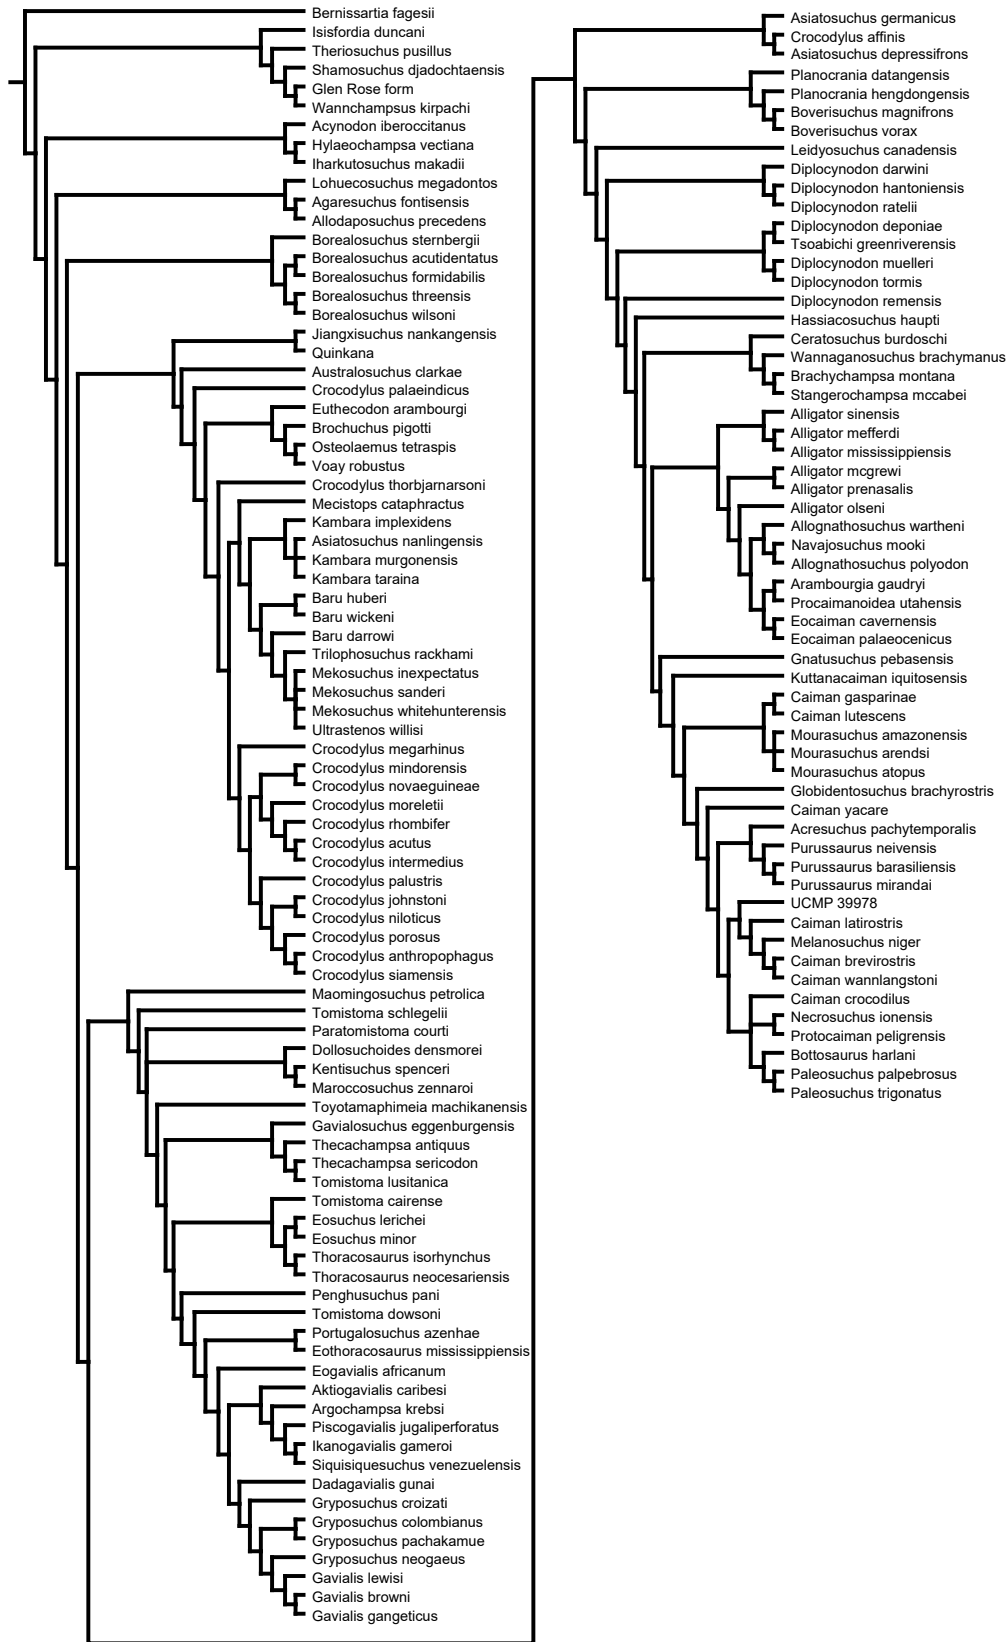 Bernissartia fagesii
Isisfordia duncani
Theriosuchus pusillus
Shamosuchus djadochtaensis
Glen Rose form
Wannchampsus kirpachi
Acynodon iberoccitanus
Hylaeochampsa vectiana
Iharkutosuchus makadii
Lohuecosuchus megadontos
Agaresuchus fontisensis
Allodaposuchus precedens
Borealosuchus sternbergii
Borealosuchus acutidentatus
Borealosuchus formidabilis
Borealosuchus threensis
Borealosuchus wilsoni
Jiangxisuchus nankangensis
Quinkana
Australosuchus clarkae
Crocodylus palaeindicus
Euthecodon arambourgi
Brochuchus pigotti
Osteolaemus tetraspis
Voay robustus
Crocodylus thorbjarnarsoni
Mecistops cataphractus
Kambara implexidens
Asiatosuchus nanlingensis
Kambara murgonensis
Kambara taraina
Baru huberi
Baru wickeni
Baru darrowi
Trilophosuchus rackhami
Mekosuchus inexpectatus
Mekosuchus sanderi
Mekosuchus whitehunterensis
Ultrastenos willisi
Crocodylus megarhinus
Crocodylus mindorensis
Crocodylus novaeguineae
Crocodylus moreletii
Crocodylus rhombifer
Crocodylus acutus
Crocodylus intermedius
Crocodylus palustris
Crocodylus johnstoni
Crocodylus niloticus
Crocodylus porosus
Crocodylus anthropophagus
Crocodylus siamensis
Maomingosuchus petrolica
Tomistoma schlegelii
Paratomistoma courti
Dollosuchoides densmorei
Kentisuchus spenceri
Maroccosuchus zennaroi
Toyotamaphimeia machikanensis
Gavialosuchus eggenburgensis
Thecachampsa antiquus
Thecachampsa sericodon
Tomistoma lusitanica
Tomistoma cairense
Eosuchus lerichei
Eosuchus minor
Thoracosaurus isorhynchus
Thoracosaurus neocesariensis
Penghusuchus pani
Tomistoma dowsoni
Portugalosuchus azenhae
Eothoracosaurus mississippiensis
Eogavialis africanum
Aktiogavialis caribesi
Argochampsa krebsi
Piscogavialis jugaliperforatus
Ikanogavialis gameroi
Siquisiquesuchus venezuelensis
Dadagavialis gunai
Gryposuchus croizati
Gryposuchus colombianus
Gryposuchus pachakamue
Gryposuchus neogaeus
Gavialis lewisi
Gavialis browni
Gavialis gangeticus
Asiatosuchus germanicus
Crocodylus affinis
Asiatosuchus depressifrons
Planocrania datangensis
Planocrania hengdongensis
Boverisuchus magnifrons
Boverisuchus vorax
Leidyosuchus canadensis
Diplocynodon darwini
Diplocynodon hantoniensis
Diplocynodon ratelii
Diplocynodon deponiae
Tsoabichi greenriverensis
Diplocynodon muelleri
Diplocynodon tormis
Diplocynodon remensis
Hassiacosuchus haupti
Ceratosuchus burdoschi
Wannaganosuchus brachymanus
Brachychampsa montana
Stangerochampsa mccabei
Alligator sinensis
Alligator mefferdi
Alligator mississippiensis
Alligator mcgrewi
Alligator prenasalis
Alligator olseni
Allognathosuchus wartheni
Navajosuchus mooki
Allognathosuchus polyodon
Arambourgia gaudryi
Procaimanoidea utahensis
Eocaiman cavernensis
Eocaiman palaeocenicus
Gnatusuchus pebasensis
Kuttanacaiman iquitosensis
Caiman gasparinae
Caiman lutescens
Mourasuchus amazonensis
Mourasuchus arendsi
Mourasuchus atopus
Globidentosuchus brachyrostris
Caiman yacare
Acresuchus pachytemporalis
Purussaurus neivensis
Purussaurus barasiliensis
Purussaurus mirandai
UCMP 39978
Caiman latirostris
Melanosuchus niger
Caiman brevirostris
Caiman wannlangstoni
Caiman crocodilus
Necrosuchus ionensis
Protocaiman peligrensis
Bottosaurus harlani
Paleosuchus palpebrosus
Paleosuchus trigonatus